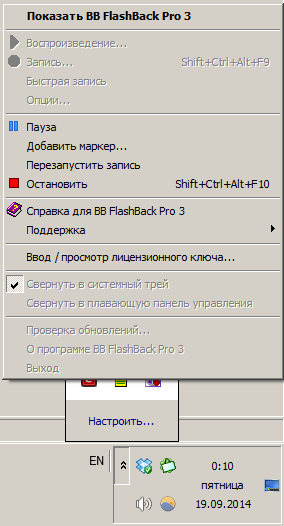 Показать BB FlashBack Pro 3
Воспроизведение...
Запись... Shift+Ctrl+Alt+F9
Быстрая запись
Опции...
Пауза
Добавить маркер...
Перезапустить запись
Остановить Shift+Ctrl+Alt+F10
Справка для BB FlashBack Pro 3
Поддержка
Ввод / просмотр лицензионного ключа...
Свернуть в системный трей
Свернуть в плавающую панель управления
Проверка обновлений...
О программе BB FlashBack Pro 3
Выход
Настроить...
EN 0:10
пятница
19.09.2014